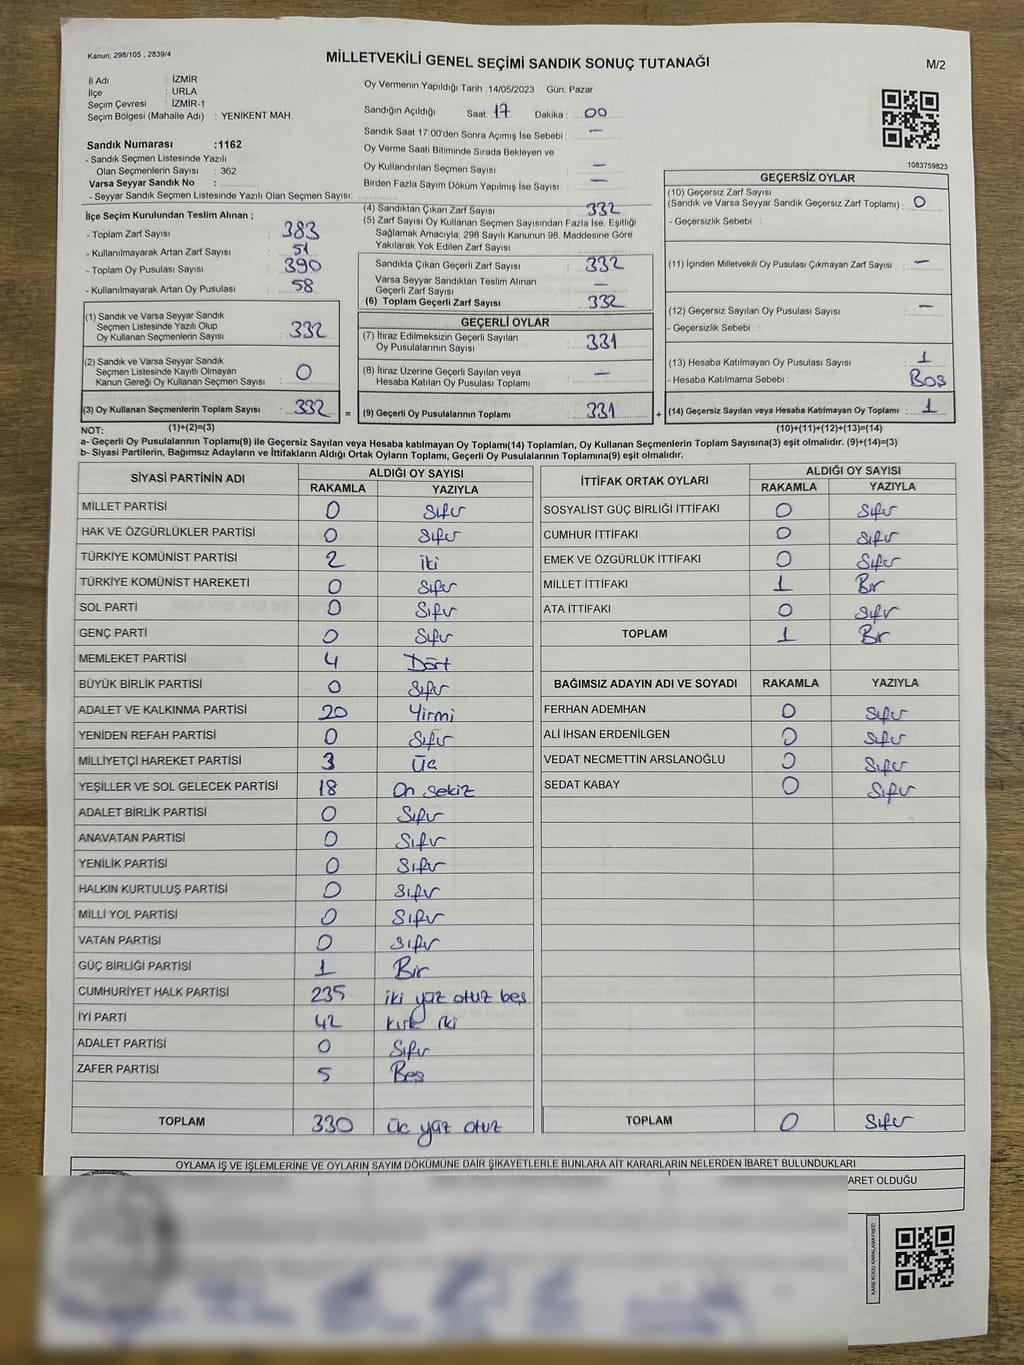 Kanun; 298/105 , 2839/4
MİLLETVEKİLİ GENEL SEÇİMİ SANDIK SONUÇ TUTANAĞI
M/2
İl Adı : İZMİR
İlçe : URLA
Seçim Çevresi : İZMİR-1
Seçim Bölgesi (Mahalle Adı) : YENİKENT MAH.
Sandık Numarası :1162
- Sandık Seçmen Listesinde Yazılı
Olan Seçmenlerin Sayısı : 362
Varsa Seyyar Sandık No :
- Seyyar Sandık Seçmen Listesinde Yazılı Olan Seçmen Sayısı:
Oy Vermenin Yapıldığı Tarih :14/05/2023 Gün: Pazar
Sandığın Açıldığı Saat: 17 Dakika : 00
Sandık Saat 17:00'den Sonra Açımış İse Sebebi : —
Oy Verme Saati Bitiminde Sırada Bekleyen ve
Oy Kullandırılan Seçmen Sayısı : —
Birden Fazla Sayım Döküm Yapılmış İse Sayısı : —
1083759823
İlçe Seçim Kurulundan Teslim Alınan ;
- Toplam Zarf Sayısı : 383
- Kullanılmayarak Artan Zarf Sayısı : 51
- Toplam Oy Pusulası Sayısı : 390
- Kullanılmayarak Artan Oy Pusulası : 58
(1) Sandık ve Varsa Seyyar Sandık
Seçmen Listesinde Yazılı Olup
Oy Kullanan Seçmenlerin Sayısı : 332
(2) Sandık ve Varsa Seyyar Sandık
Seçmen Listesinde Kayıtlı Olmayan
Kanun Gereği Oy Kullanan Seçmen Sayısı : 0
(3) Oy Kullanan Seçmenlerin Toplam Sayısı : 332 =
(4) Sandıktan Çıkan Zarf Sayısı : 332
(5) Zarf Sayısı Oy Kullanan Seçmen Sayısından Fazla İse, Eşitliği
Sağlamak Amacıyla; 298 Sayılı Kanunun 98. Maddesine Göre
Yakılarak Yok Edilen Zarf Sayısı :
Sandıkta Çıkan Geçerli Zarf Sayısı : 332
Varsa Seyyar Sandıktan Teslim Alınan
Geçerli Zarf Sayısı : —
(6) Toplam Geçerli Zarf Sayısı : 332
GEÇERLİ OYLAR
(7) İtiraz Edilmeksizin Geçerli Sayılan
Oy Pusulalarının Sayısı : 331
(8) İtiraz Üzerine Geçerli Sayılan veya
Hesaba Katılan Oy Pusulası Toplamı : —
(9) Geçerli Oy Pusulalarının Toplamı : 331 +
GEÇERSİZ OYLAR
(10) Geçersiz Zarf Sayısı
(Sandık ve Varsa Seyyar Sandık Geçersiz Zarf Toplamı) : 0
- Geçersizlik Sebebi :
(11) İçinden Milletvekili Oy Pusulası Çıkmayan Zarf Sayısı : —
(12) Geçersiz Sayılan Oy Pusulası Sayısı : —
- Geçersizlik Sebebi :
(13) Hesaba Katılmayan Oy Pusulası Sayısı : 1
- Hesaba Katılmama Sebebi : Boş
(14) Geçersiz Sayılan veya Hesaba Katılmayan Oy Toplamı : 1
NOT: (1)+(2)=(3)
(10)+(11)+(12)+(13)=(14)
a- Geçerli Oy Pusulalarının Toplamı(9) ile Geçersiz Sayılan veya Hesaba katılmayan Oy Toplamı(14) Toplamları, Oy Kullanan Seçmenlerin Toplam Sayısına(3) eşit olmalıdır. (9)+(14)=(3)
b- Siyasi Partilerin, Bağımsız Adayların ve İttifakların Aldığı Ortak Oyların Toplamı, Geçerli Oy Pusulalarının Toplamına(9) eşit olmalıdır.
SİYASİ PARTİNİN ADI ALDIĞI OY SAYISI
RAKAMLA YAZIYLA
MİLLET PARTİSİ 0 Sıfır
HAK VE ÖZGÜRLÜKLER PARTİSİ 0 Sıfır
TÜRKİYE KOMÜNİST PARTİSİ 2 iki
TÜRKİYE KOMÜNİST HAREKETİ 0 Sıfır
SOL PARTİ 0 Sıfır
GENÇ PARTİ 0 Sıfır
MEMLEKET PARTİSİ 4 Dört
BÜYÜK BİRLİK PARTİSİ 0 Sıfır
ADALET VE KALKINMA PARTİSİ 20 Yirmi
YENİDEN REFAH PARTİSİ 0 Sıfır
MİLLİYETÇİ HAREKET PARTİSİ 3 Üç
YEŞİLLER VE SOL GELECEK PARTİSİ 18 On sekiz
ADALET BİRLİK PARTİSİ 0 Sıfır
ANAVATAN PARTİSİ 0 Sıfır
YENİLİK PARTİSİ 0 Sıfır
HALKIN KURTULUŞ PARTİSİ 0 Sıfır
MİLLİ YOL PARTİSİ 0 Sıfır
VATAN PARTİSİ 0 Sıfır
GÜÇ BİRLİĞİ PARTİSİ 1 Bir
CUMHURİYET HALK PARTİSİ 235 iki yüz otuz beş
İYİ PARTİ 42 kırk iki
ADALET PARTİSİ 0 Sıfır
ZAFER PARTİSİ 5 Beş
TOPLAM 330 üç yüz otuz
İTTİFAK ORTAK OYLARI ALDIĞI OY SAYISI
RAKAMLA YAZIYLA
SOSYALİST GÜÇ BİRLİĞİ İTTİFAKI 0 Sıfır
CUMHUR İTTİFAKI 0 Sıfır
EMEK VE ÖZGÜRLÜK İTTİFAKI 0 Sıfır
MİLLET İTTİFAKI 1 Bir
ATA İTTİFAKI 0 Sıfır
TOPLAM 1 Bir
BAĞIMSIZ ADAYIN ADI VE SOYADI RAKAMLA YAZIYLA
FERHAN ADEMHAN 0 Sıfır
ALİ İHSAN ERDENİLGEN 0 Sıfır
VEDAT NECMETTİN ARSLANOĞLU 0 Sıfır
SEDAT KABAY 0 Sıfır
TOPLAM 0 Sıfır
OYLAMA İŞ VE İŞLEMLERİNE VE OYLARIN SAYIM DÖKÜMÜNE DAİR ŞİKAYETLERLE BUNLARA AİT KARARLARIN NELERDEN İBARET BULUNDUKLARI
ARET OLDUĞU
KARE KODU KARALAMAYINIZ!